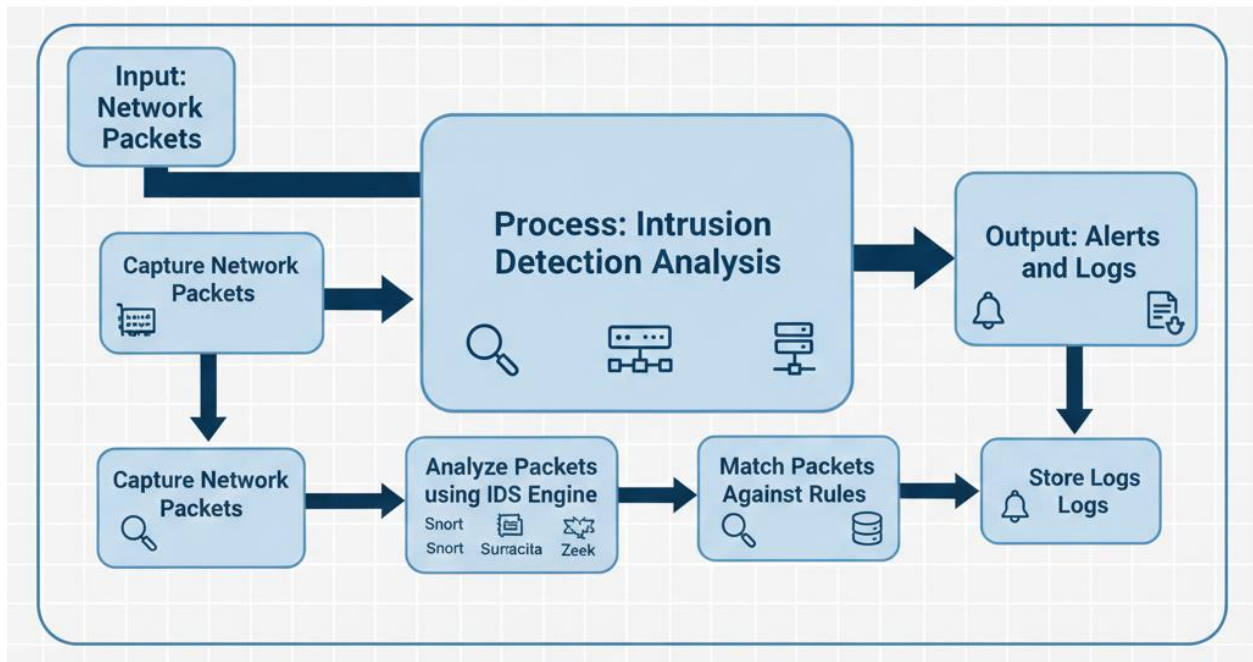 Input:
Network
Packets
Process: Intrusion
Detection Analysis
Output: Alerts
and Logs
Capture Network
Packets
Capture Network
Packets
Analyze Packets
using IDS Engine
Snort
Snort Surracita Zeek
Match Packets
Against Rules
Store Logs
Logs